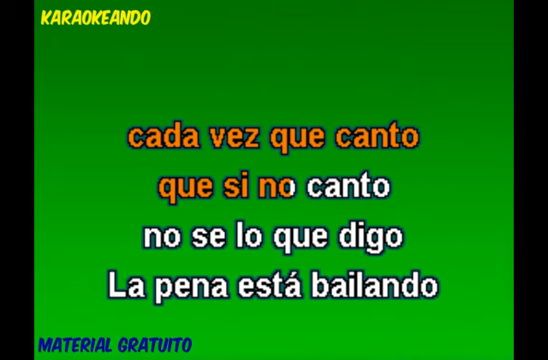 KARAOKEANDO
cada vez que canto
que si no canto
no se lo que digo
La pena está bailando
MATERIAL GRATUITO